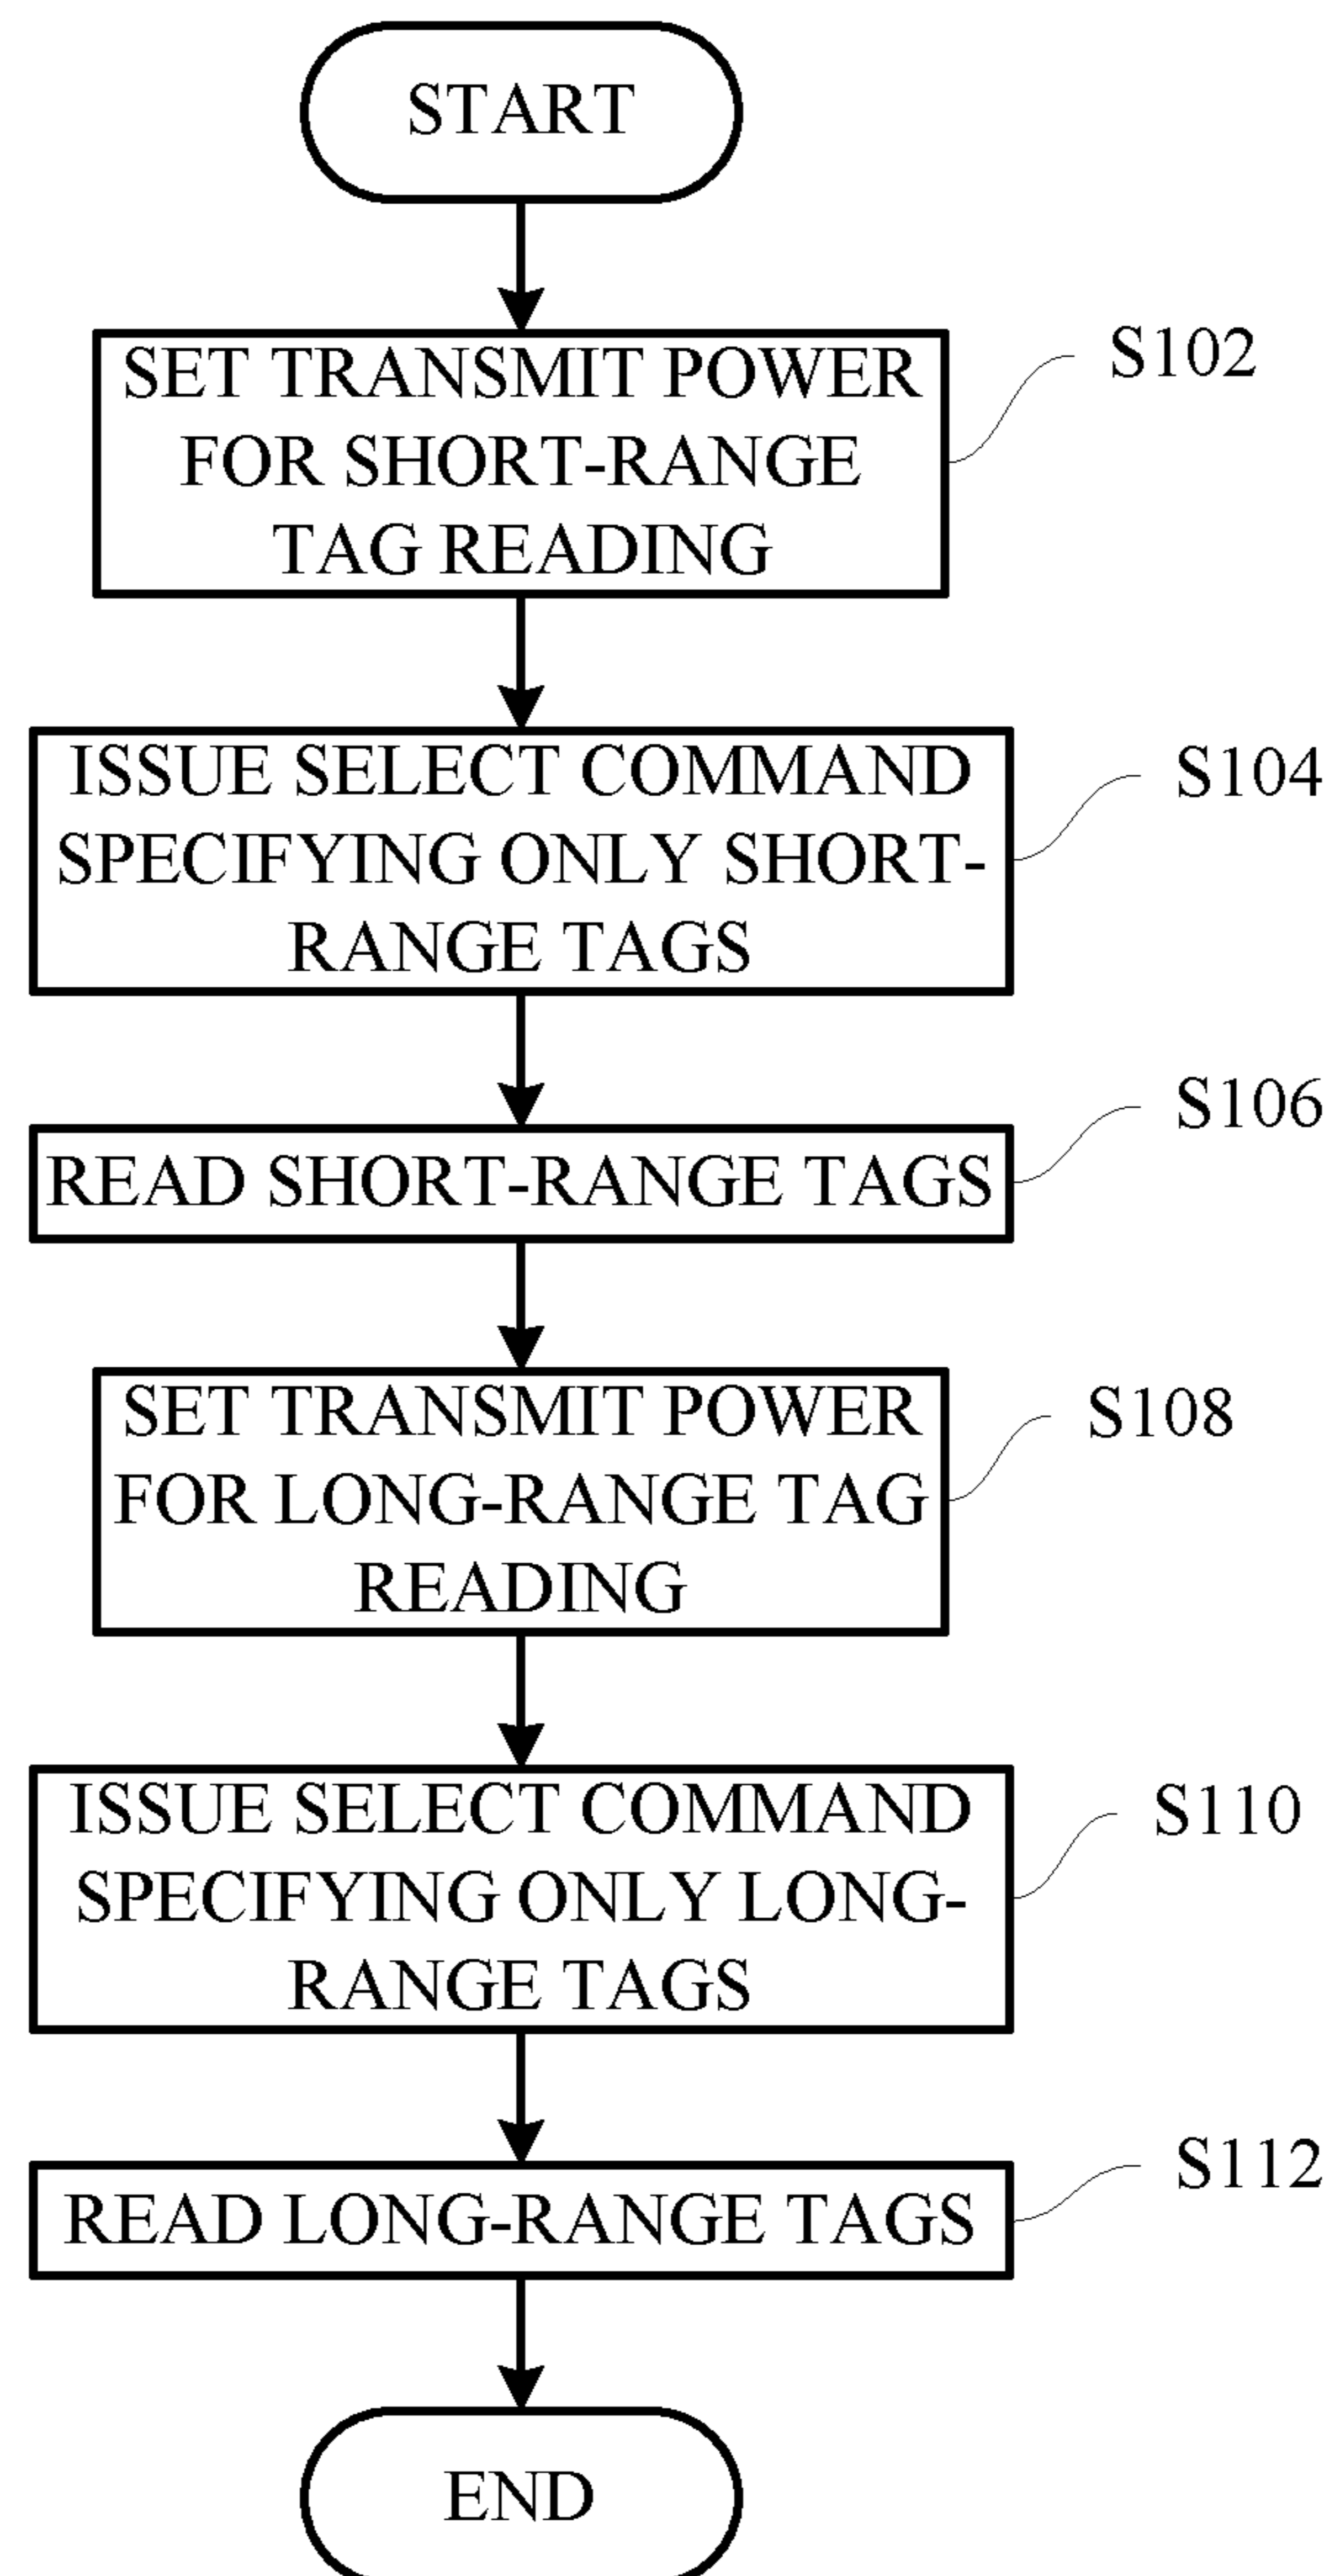 START
SET TRANSMIT POWER
FOR SHORT-RANGE
TAG READING
S102
ISSUE SELECT COMMAND
SPECIFYING ONLY SHORT-
RANGE TAGS
S104
READ SHORT-RANGE TAGS
S106
SET TRANSMIT POWER
FOR LONG-RANGE TAG
READING
S108
ISSUE SELECT COMMAND
SPECIFYING ONLY LONG-
RANGE TAGS
S110
READ LONG-RANGE TAGS
S112
END